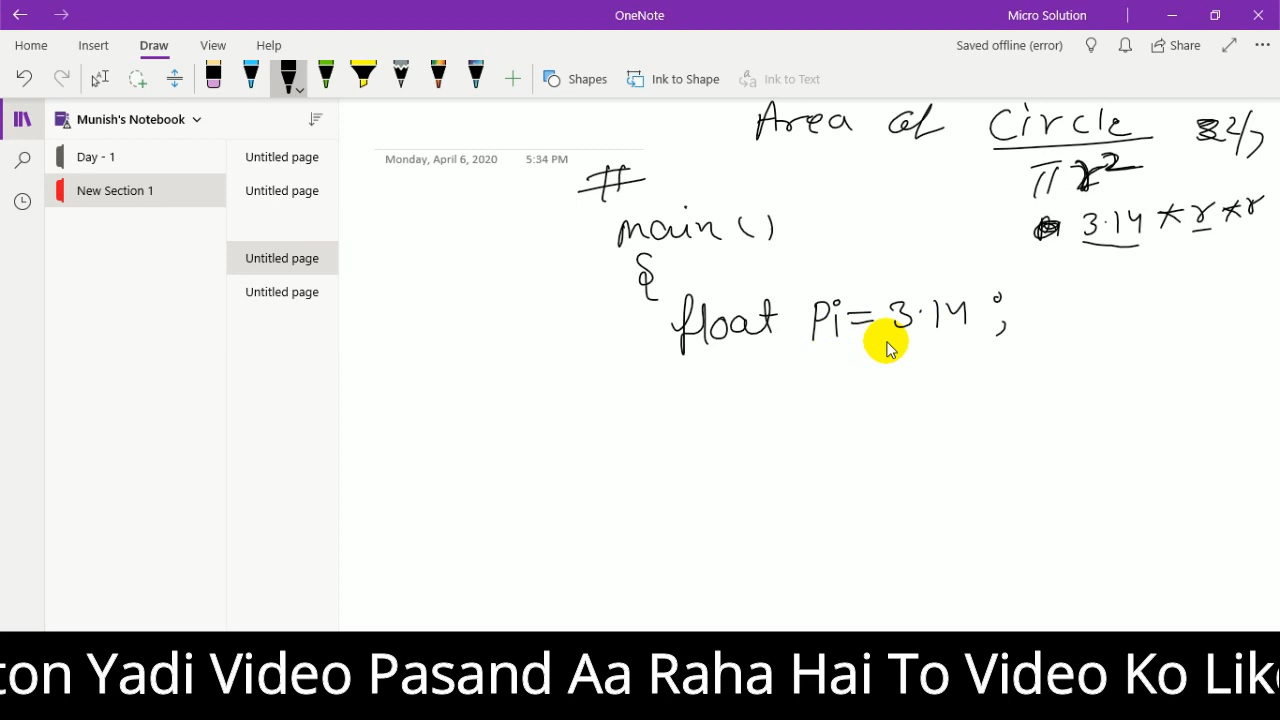 OneNote
Micro Solution
Home Insert Draw View Help
Saved offline (error)
Share
Shapes
Ink to Shape
Ink to Text
Munish's Notebook
Day - 1
New Section 1
Untitled page
Untitled page
Untitled page
Untitled page
Monday, April 6, 2020 5:34 PM
Area of Circle
2/7
πr²
3.14 * r * r
#
main ( )
{
float Pi = 3.14 ;
ton Yadi Video Pasand Aa Raha Hai To Video Ko Lik